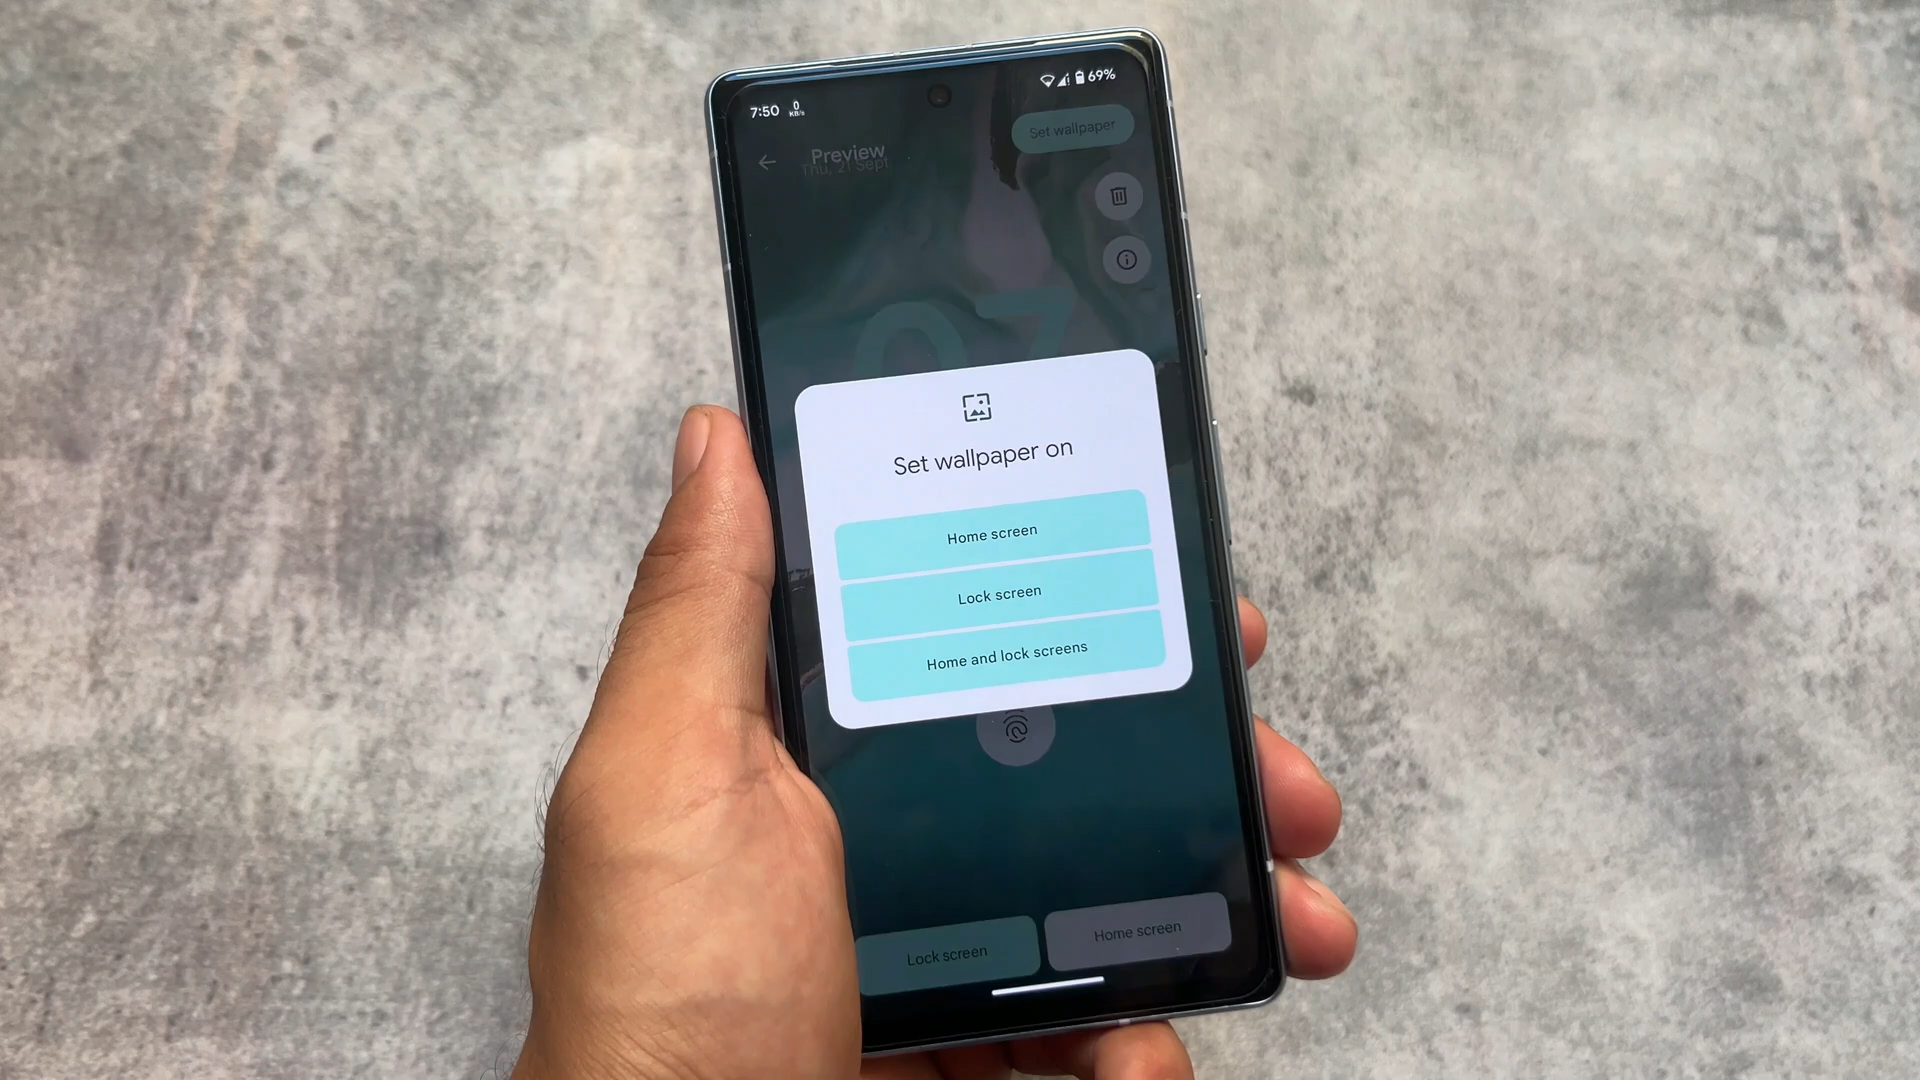 7:50 0 KB/s 69%
Set wallpaper
Preview
Thu, 21 Sept
07
Set wallpaper on
Home screen
Lock screen
Home and lock screens
Lock screen
Home screen